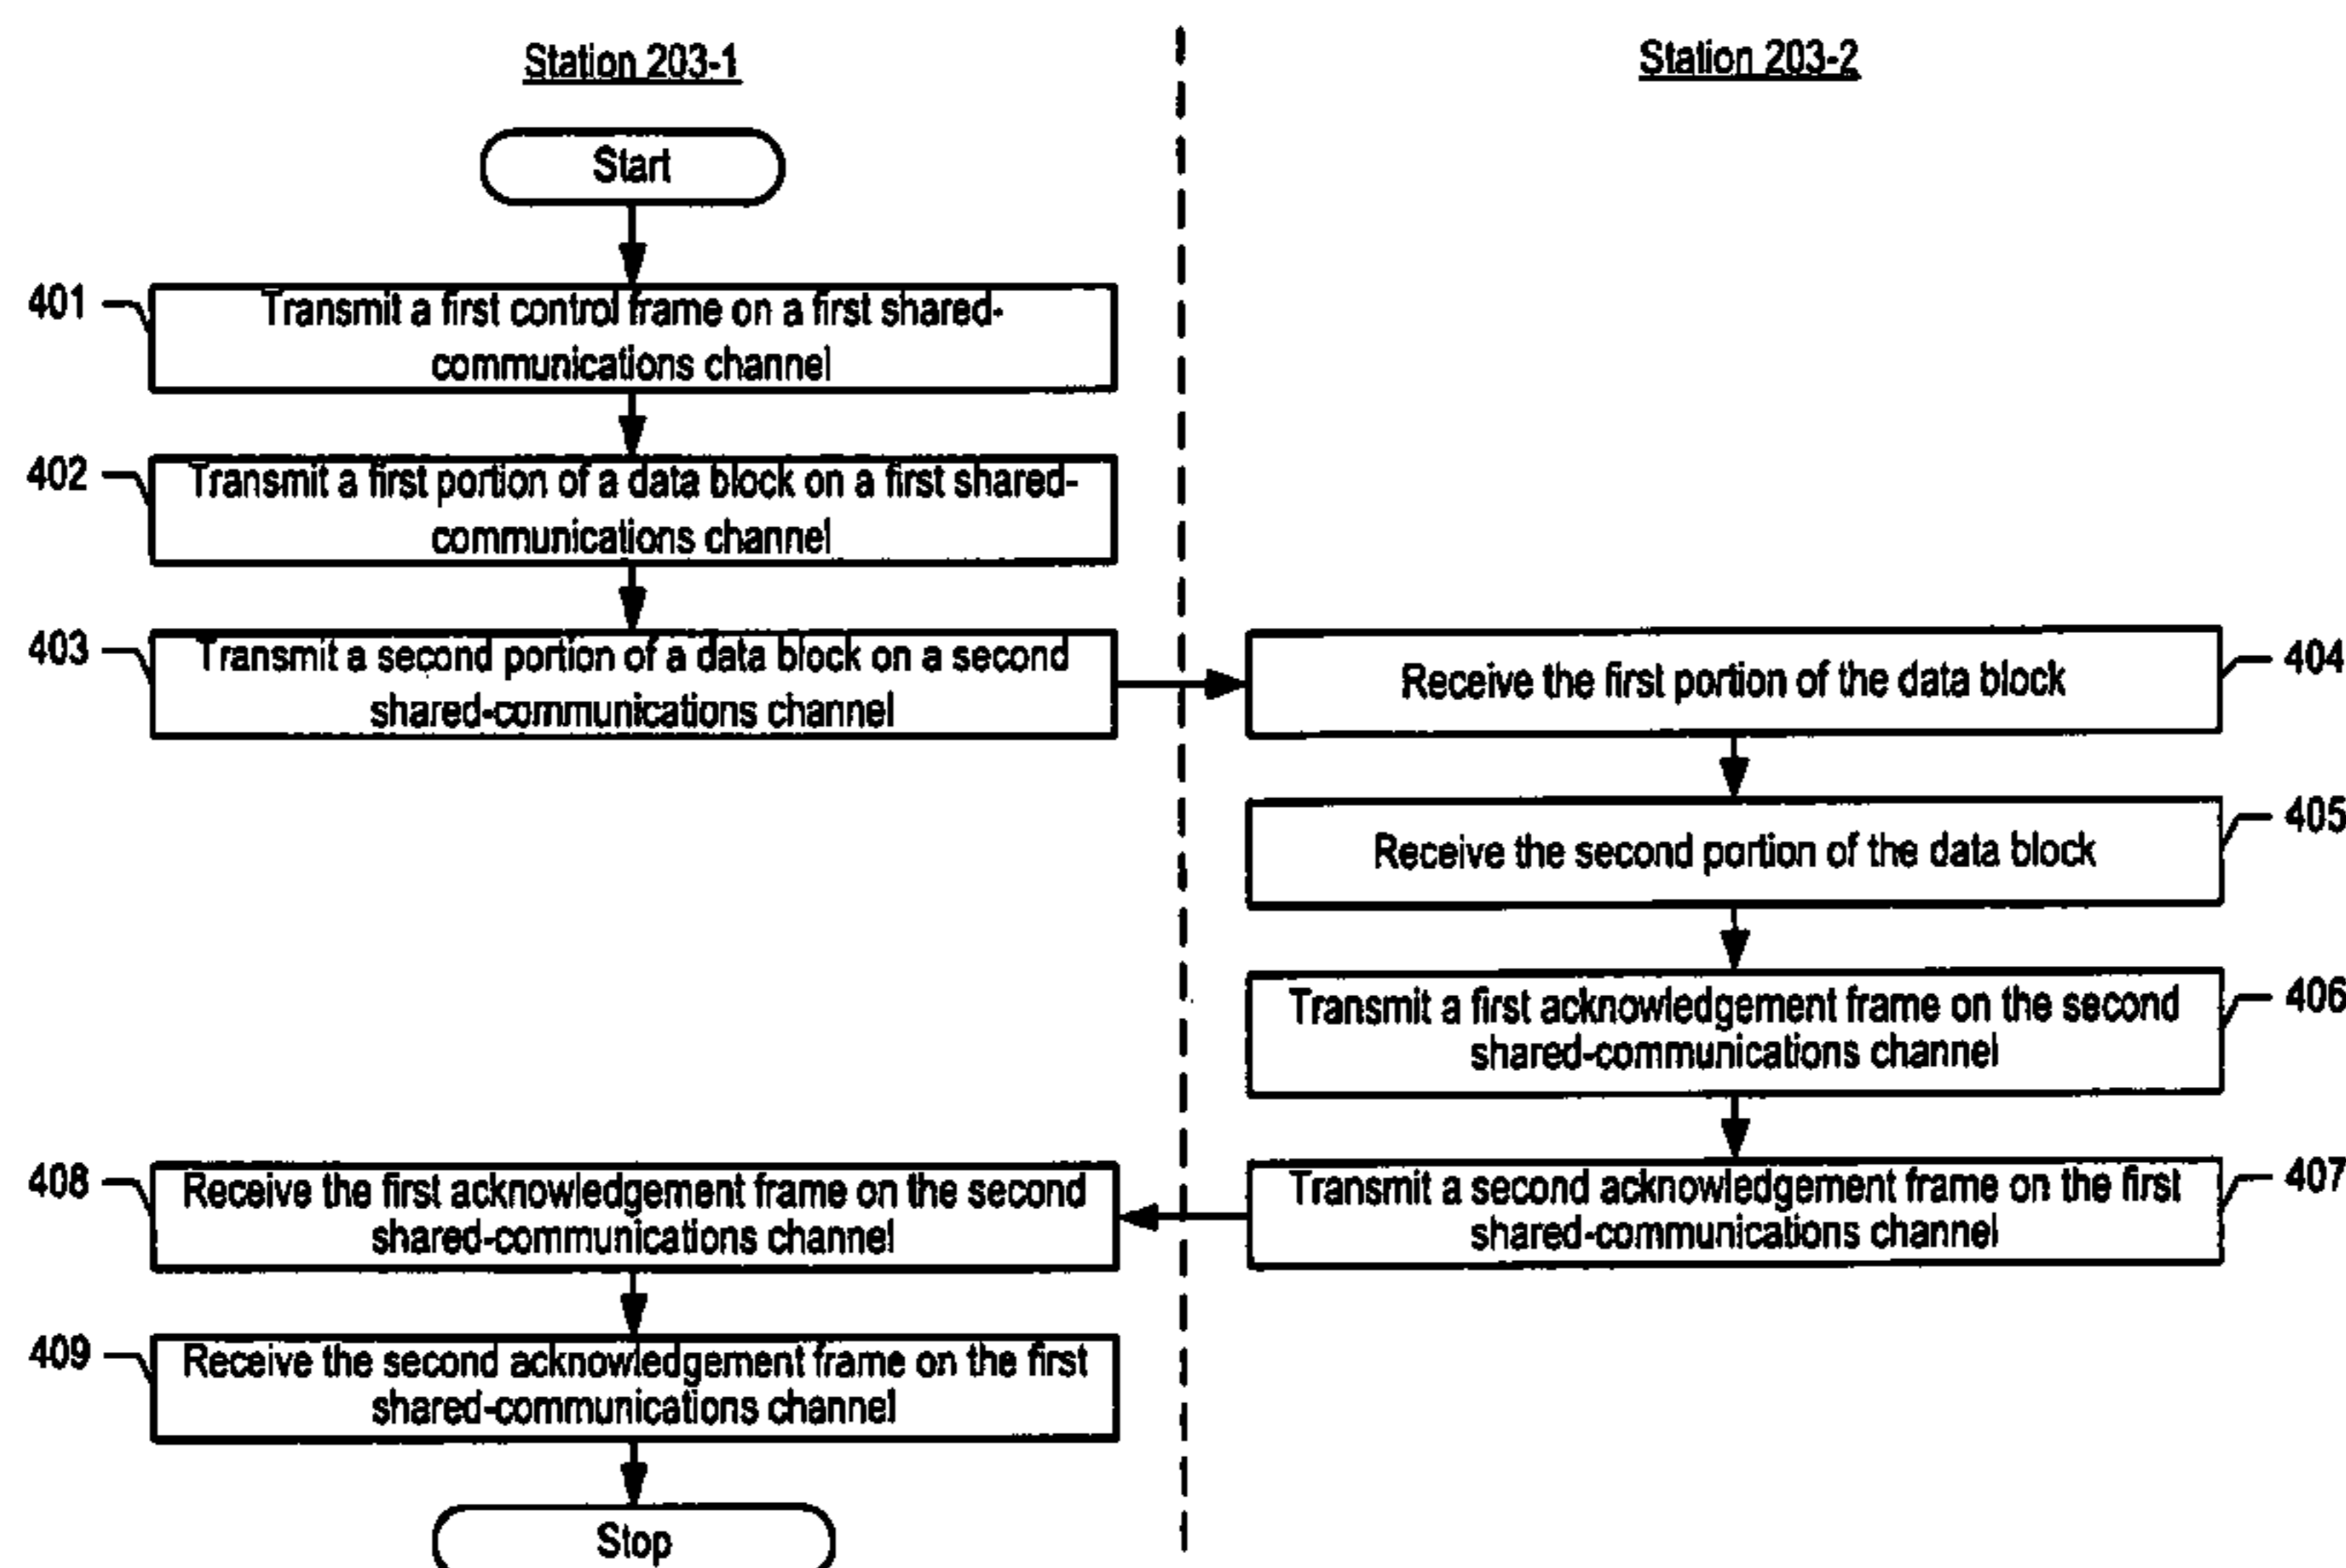 Station 203-1
Station 203-2
Start
401
Transmit a first control frame on a first shared-
communications channel
402
Transmit a first portion of a data block on a first shared-
communications channel
403
Transmit a second portion of a data block on a second
shared-communications channel
Receive the first portion of the data block
404
Receive the second portion of the data block
405
Transmit a first acknowledgement frame on the second
shared-communications channel
406
Transmit a second acknowledgement frame on the first
shared-communications channel
407
408
Receive the first acknowledgement frame on the second
shared-communications channel
409
Receive the second acknowledgement frame on the first
shared-communications channel
Stop